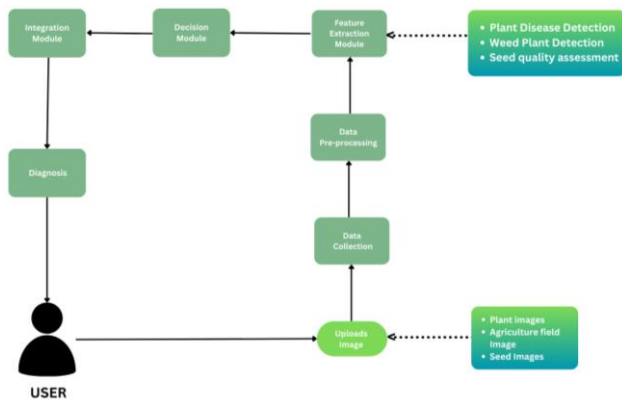 Integration
Module
Decision
Module
Feature
Extraction
Module
• Plant Disease Detection
• Weed Plant Detection
• Seed quality assessment
Data
Pre-processing
Diagnosis
Data
Collection
Uploads
Image
• Plant images
• Agriculture field
Image
• Seed Images
USER